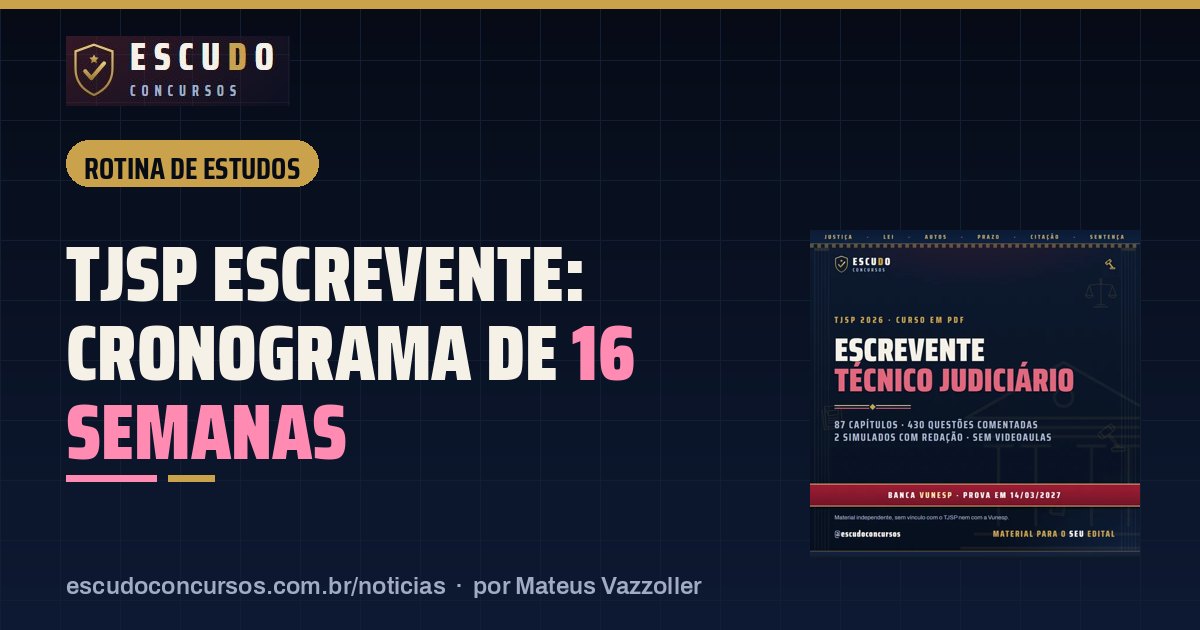 ESCUDO
CONCURSOS
ROTINA DE ESTUDOS
TJSP ESCREVENTE:
CRONOGRAMA DE 16
SEMANAS
JUSTIÇA · LEI · AUTOS · PRAZO · CITAÇÃO · SENTENÇA
ESCUDO
CONCURSOS
TJSP 2026 · CURSO EM PDF
ESCREVENTE
TÉCNICO JUDICIÁRIO
87 CAPÍTULOS · 430 QUESTÕES COMENTADAS
2 SIMULADOS COM REDAÇÃO · SEM VIDEOAULAS
BANCA VUNESP · PROVA EM 14/03/2027
Material independente, sem vínculo com o TJSP nem com a Vunesp.
@escudoconcursos
MATERIAL PARA O SEU EDITAL
escudoconcursos.com.br/noticias · por Mateus Vazzoller